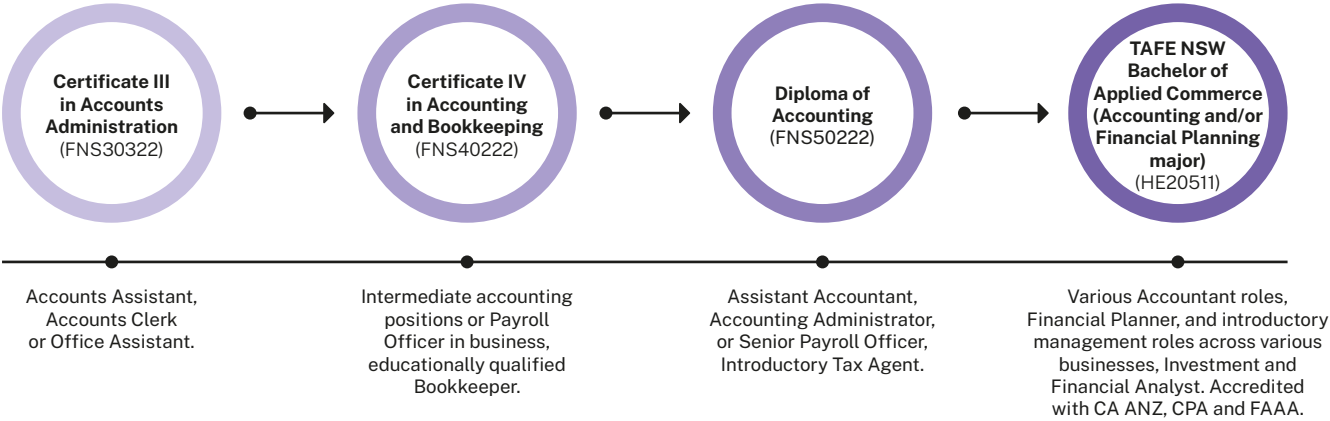 Certificate III
in Accounts
Administration
(FNS30322)
Certificate IV
in Accounting
and Bookkeeping
(FNS40222)
Diploma of
Accounting
(FNS50222)
TAFE NSW
Bachelor of
Applied Commerce
(Accounting and/or
Financial Planning
major)
(HE20511)
Accounts Assistant,
Accounts Clerk
or Office Assistant.
Intermediate accounting
positions or Payroll
Officer in business,
educationally qualified
Bookkeeper.
Assistant Accountant,
Accounting Administrator,
or Senior Payroll Officer,
Introductory Tax Agent.
Various Accountant roles,
Financial Planner, and introductory
management roles across various
businesses, Investment and
Financial Analyst. Accredited
with CA ANZ, CPA and FAAA.